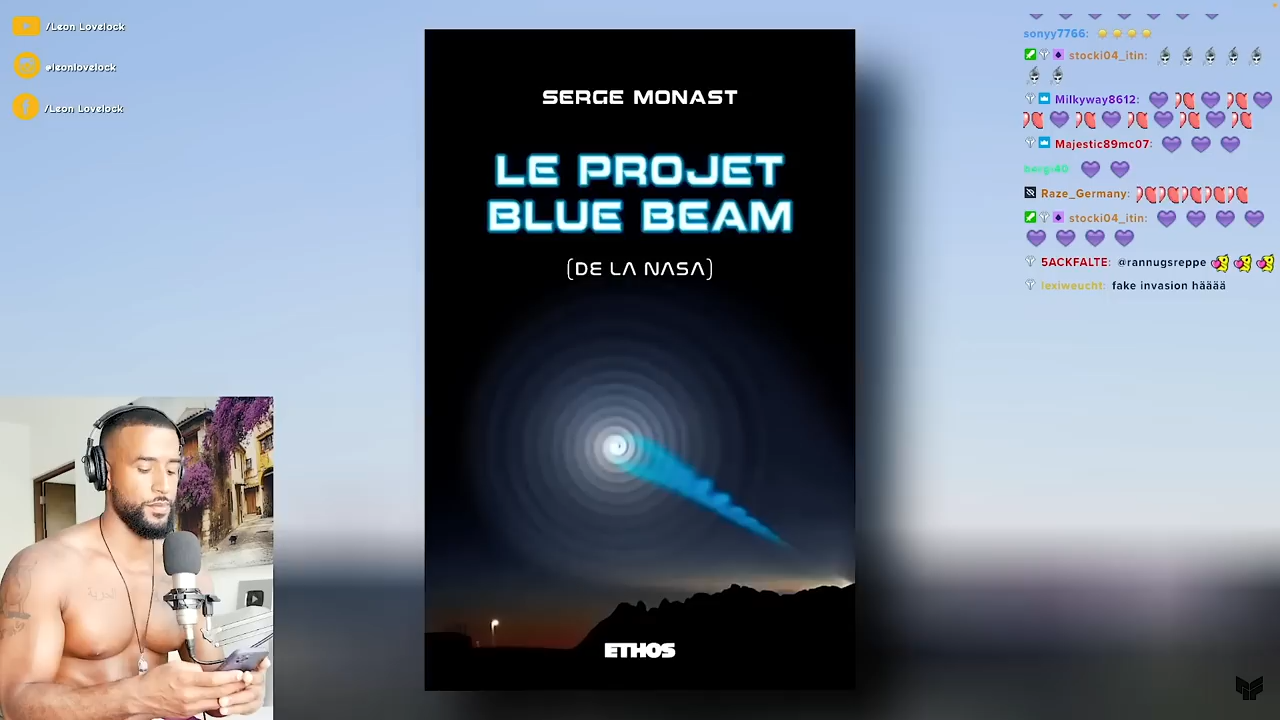 /Leon Lovelock
@leonlovelock
/Leon Lovelock
SERGE MONAST
LE PROJET
BLUE BEAM
(DE LA NASA)
ETHOS
sonyy7766:
stocki04_itin:
Milkyway8612:
Majestic89mc07:
Raze_Germany:
stocki04_itin:
5ACKFALTE: @rannugsreppe
lexiweucht: fake invasion hääää